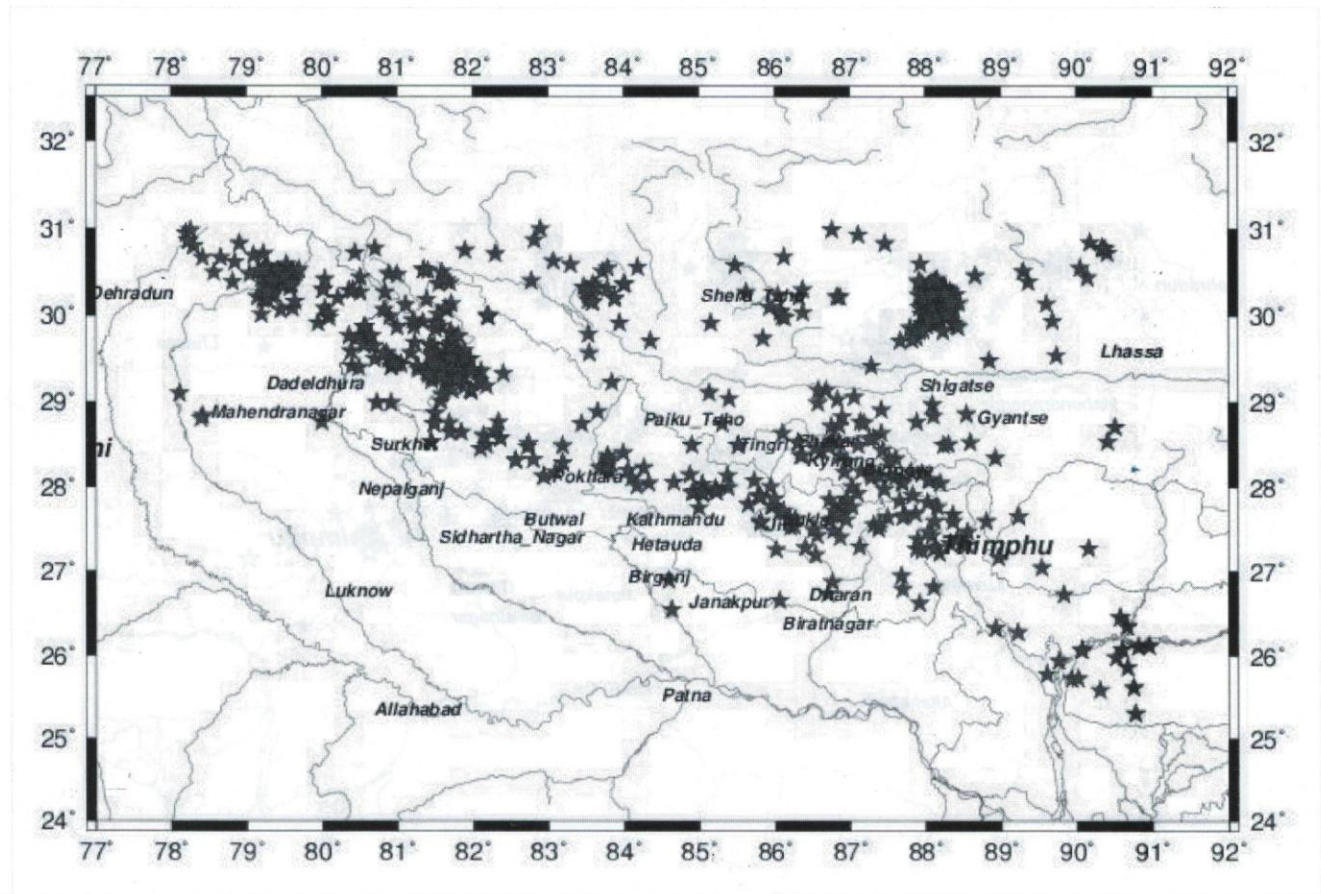 77° 78° 79° 80° 81° 82° 83° 84° 85° 86° 87° 88° 89° 90° 91° 92°
32° 32°
31° 31°
Dehradun
Shelu
30° 30°
Lhassa
Dadeldhura Shigatse
29° 29°
Mahendranagar Paiku_Tsho Gyantse
ni Surkhet Tingri
Pokhara
28° Nepalganj 28°
Butwal Kathmandu
Sidhartha_Nagar Hetauda Thimphu
27° Birganj 27°
Luknow Janakpur Dharan
Biratnagar
26° 26°
Patna
Allahabad
25° 25°
24° 24°
77° 78° 79° 80° 81° 82° 83° 84° 85° 86° 87° 88° 89° 90° 91° 92°